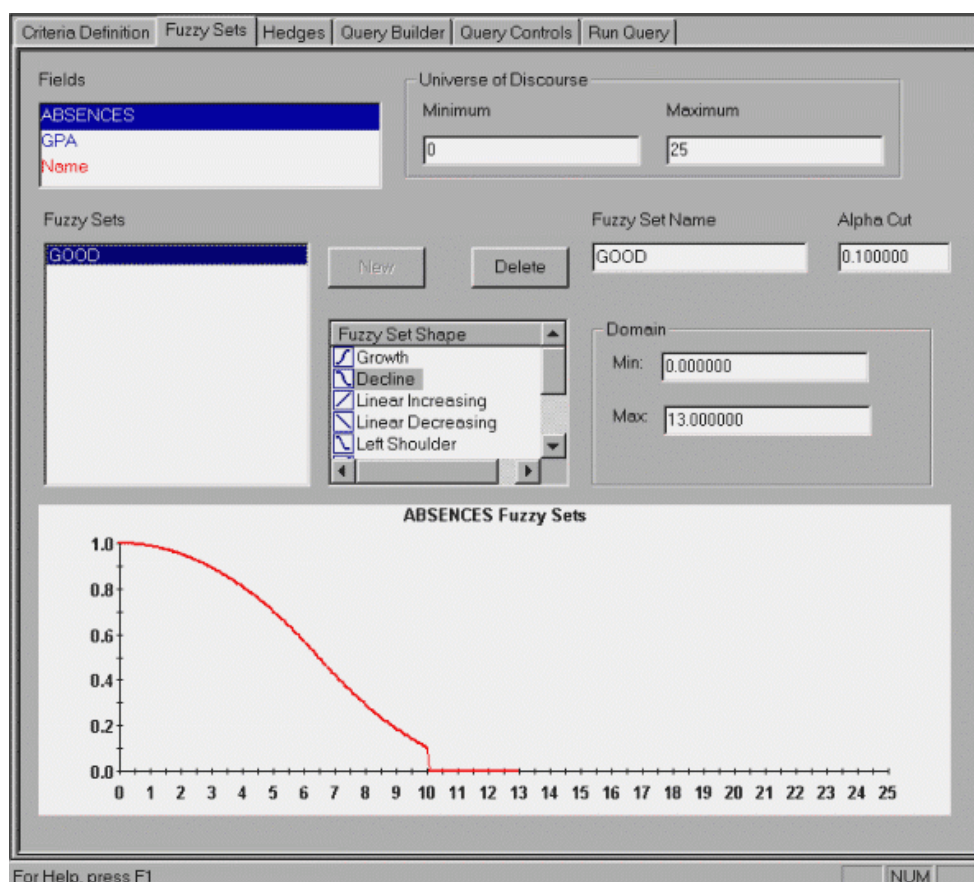 Criteria Definition Fuzzy Sets Hedges Query Builder Query Controls Run Query
Fields
ABSENCES
GPA
Name
Universe of Discourse
Minimum Maximum
0 25
Fuzzy Sets
GOOD
New Delete
Fuzzy Set Name Alpha Cut
GOOD 0.100000
Fuzzy Set Shape
Growth
Decline
Linear Increasing
Linear Decreasing
Left Shoulder
Domain
Min: 0.000000
Max: 13.000000
ABSENCES Fuzzy Sets
1.0
0.8
0.6
0.4
0.2
0.0
0 1 2 3 4 5 6 7 8 9 10 11 12 13 14 15 16 17 18 19 20 21 22 23 24 25
For Help, press F1 NUM